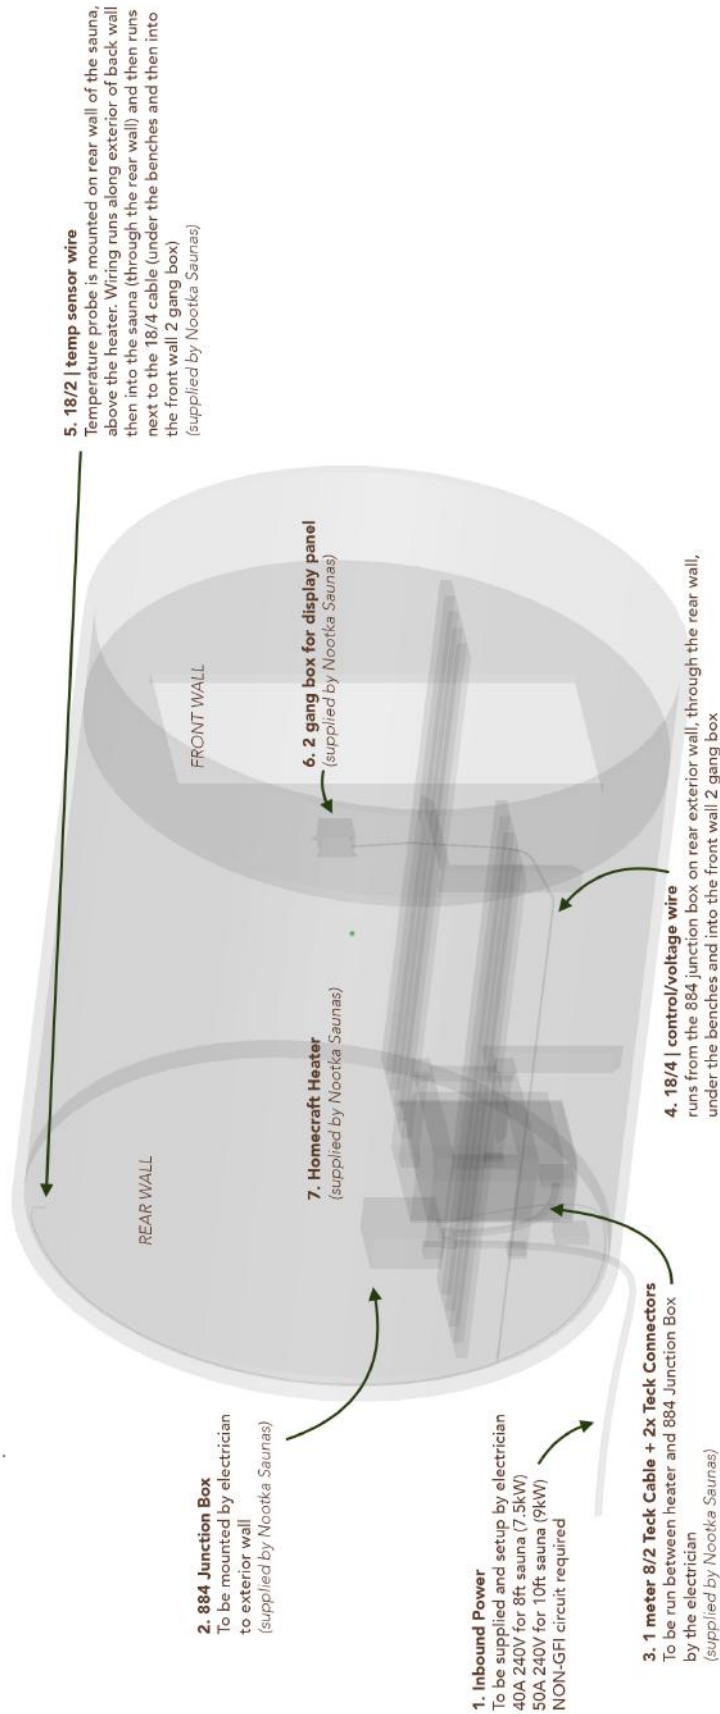 5. 18/2 | temp sensor wire
Temperature probe is mounted on rear wall of the sauna,
above the heater. Wiring runs along exterior of back wall
then into the sauna (through the rear wall) and then runs
next to the 18/4 cable (under the benches and then into
the front wall 2 gang box)
(supplied by Nootka Saunas)
FRONT WALL
6. 2 gang box for display panel
(supplied by Nootka Saunas)
REAR WALL
7. Homecraft Heater
(supplied by Nootka Saunas)
4. 18/4 | control/voltage wire
runs from the 884 junction box on rear exterior wall, through the rear wall,
under the benches and into the front wall 2 gang box
2. 884 Junction Box
To be mounted by electrician
to exterior wall
(supplied by Nootka Saunas)
1. Inbound Power
To be supplied and setup by electrician
40A 240V for 8ft sauna (7.5kW)
50A 240V for 10ft sauna (9kW)
NON-GFI circuit required
3. 1 meter 8/2 Teck Cable + 2x Teck Connectors
To be run between heater and 884 Junction Box
by the electrician
(supplied by Nootka Saunas)